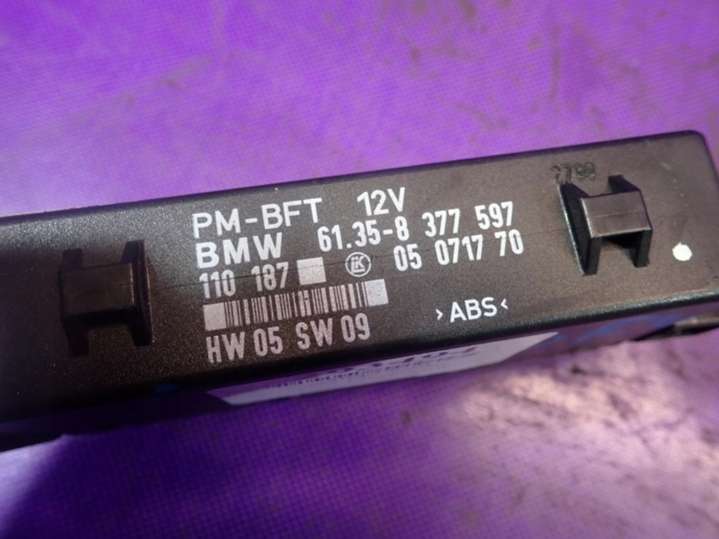 PM-BFT 12V
BMW 61.35-8 377 597
110 187 LK 05 0717 70
HW 05 SW 09
>ABS<